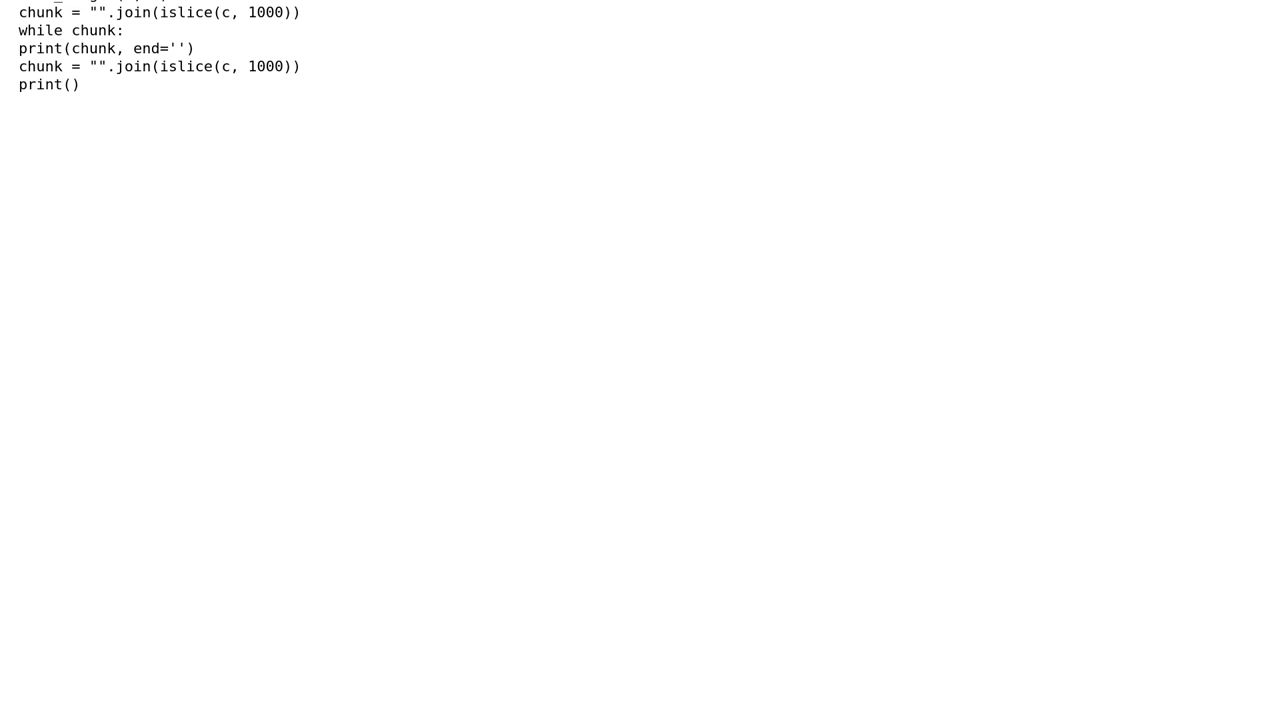 chunk = "".join(islice(c, 1000))
while chunk:
print(chunk, end='')
chunk = "".join(islice(c, 1000))
print()